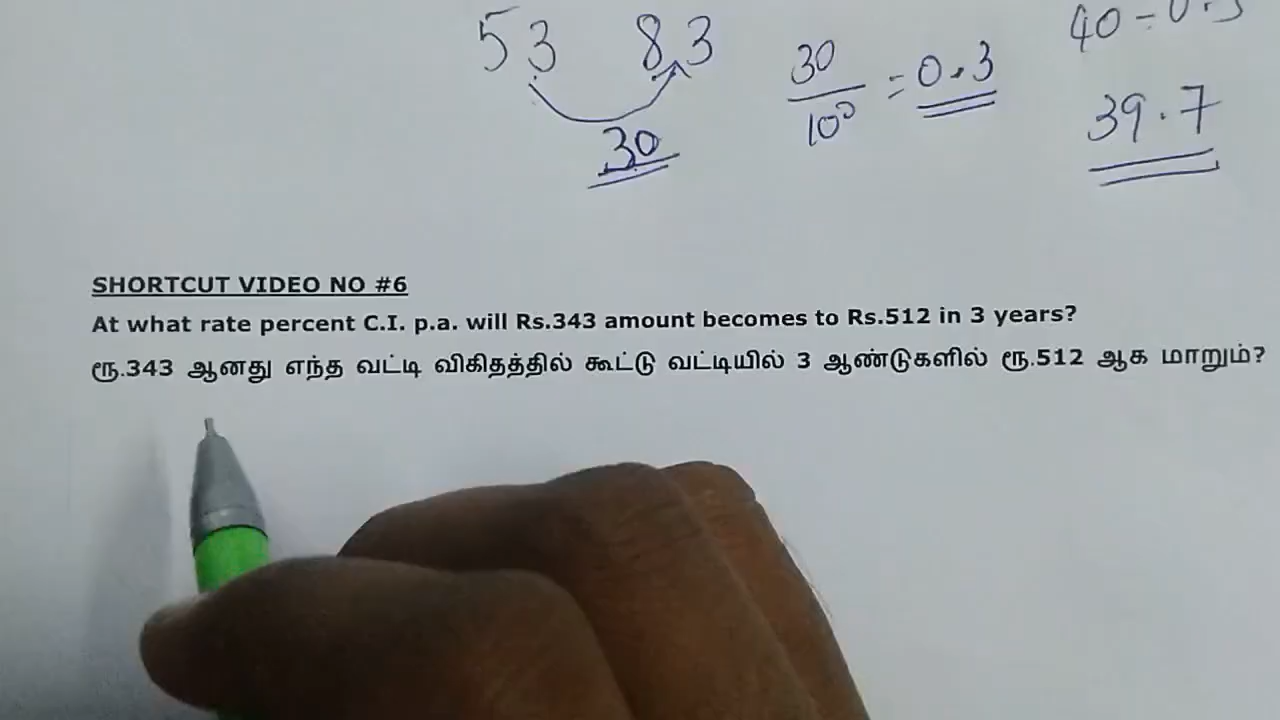 53 83 30/100 = 0.3 40 - 0.3
30 39.7
SHORTCUT VIDEO NO #6
At what rate percent C.I. p.a. will Rs.343 amount becomes to Rs.512 in 3 years?
ரூ.343 ஆனது எந்த வட்டி விகிதத்தில் கூட்டு வட்டியில் 3 ஆண்டுகளில் ரூ.512 ஆக மாறும்?